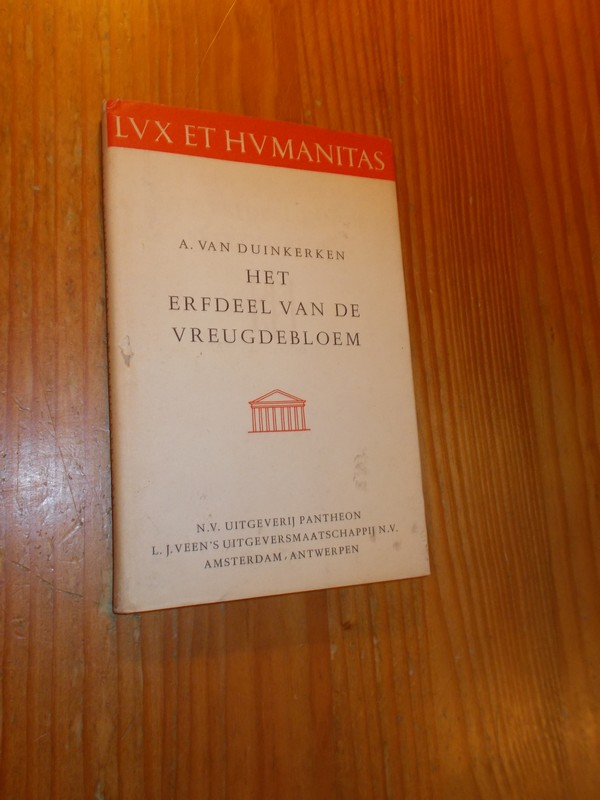 LVX ET HVMANITAS
A. VAN DUINKERKEN
HET
ERFDEEL VAN DE
VREUGDEBLOEM
N.V. UITGEVERIJ PANTHEON
L. J. VEEN'S UITGEVERSMAATSCHAPPIJ N.V.
AMSTERDAM, ANTWERPEN